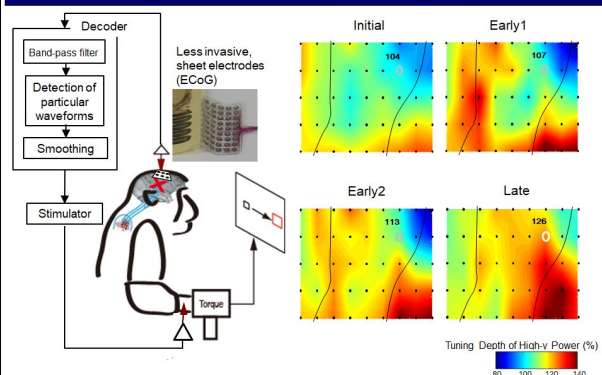 Decoder
Band-pass filter
Detection of
particular
waveforms
Smoothing
Stimulator
Less invasive,
sheet electrodes
(ECoG)
Torque
Initial
104
Early1
107
Early2
113
Late
126
Tuning Depth of High-γ Power (%)
80 100 120 140